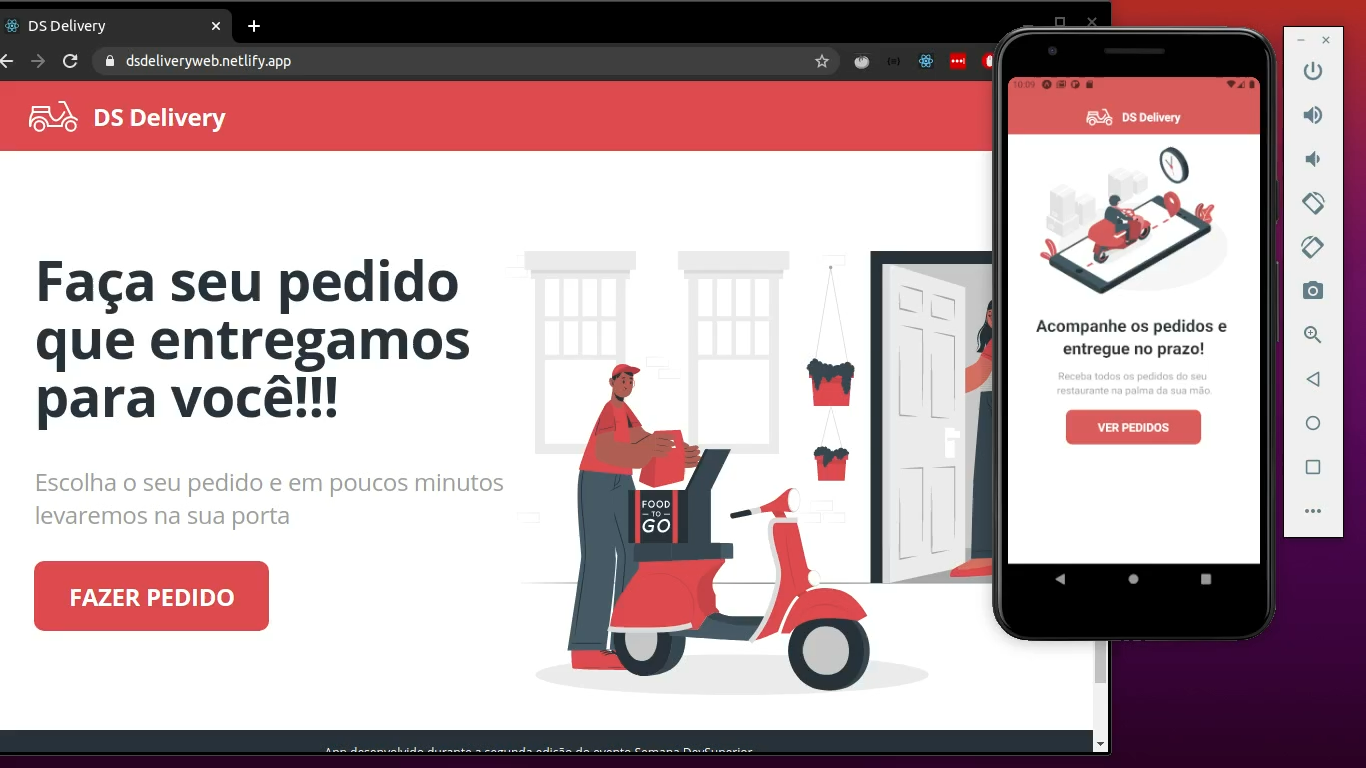 DS Delivery
dsdeliveryweb.netlify.app
DS Delivery
Faça seu pedido
que entregamos
para você!!!
Escolha o seu pedido e em poucos minutos
levaremos na sua porta
FAZER PEDIDO
FOOD
TO
GO
App desenvolvido durante a segunda edição do evento Semana DevSuperior
10:09
DS Delivery
Acompanhe os pedidos e
entregue no prazo!
Receba todos os pedidos do seu
restaurante na palma da sua mão.
VER PEDIDOS